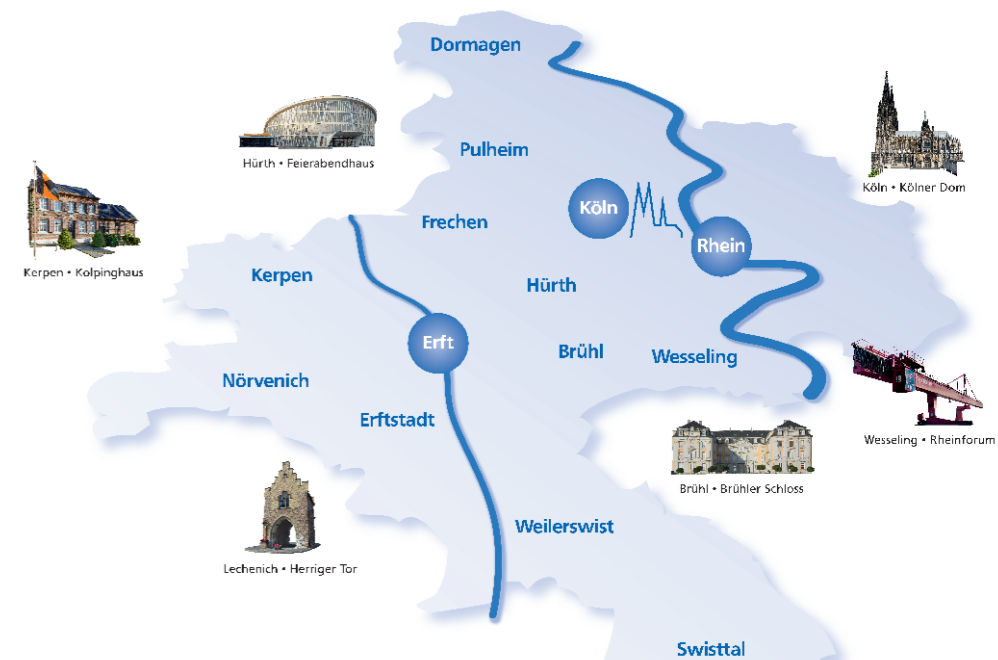 Dormagen
Hürth • Feierabendhaus
Pulheim
Köln • Kölner Dom
Köln
Frechen
Rhein
Kerpen • Kolpinghaus
Kerpen
Hürth
Erft
Brühl
Wesseling
Nörvenich
Erftstadt
Wesseling • Rheinforum
Brühl • Brühler Schloss
Weilerswist
Lechenich • Herriger Tor
Swisttal